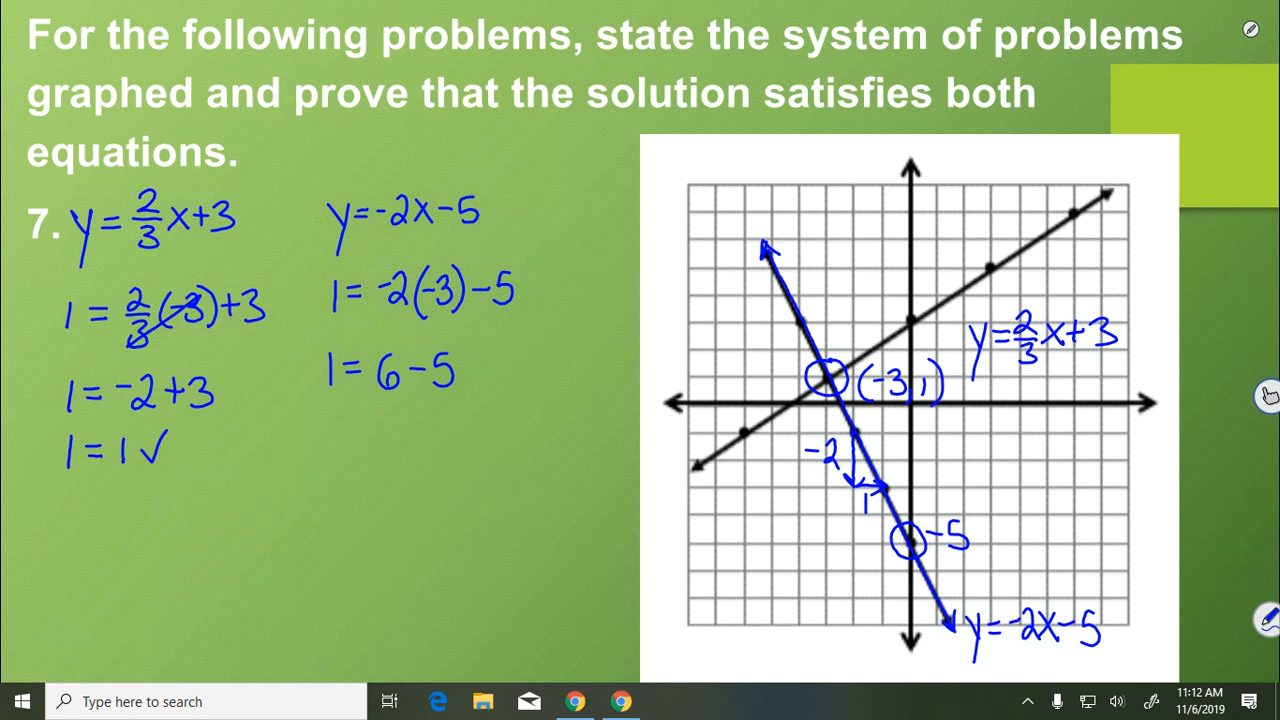 For the following problems, state the system of problems
graphed and prove that the solution satisfies both
equations.
7. y = 2/3 x + 3
1 = 2/3 (-3) + 3
1 = -2 + 3
1 = 1 ✓
y = -2x - 5
1 = -2(-3) - 5
1 = 6 - 5
y = 2/3 x + 3
(-3, 1)
-2
1
-5
y = -2x - 5
Type here to search
11:12 AM
11/6/2019